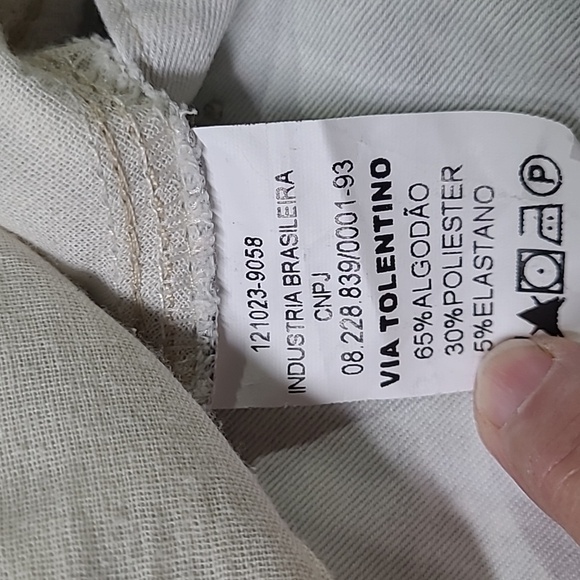 121023-9058
INDUSTRIA BRASILEIRA
CNPJ
08.228.839/0001-93
VIA TOLENTINO
65%ALGODÃO
30%POLIESTER
5%ELASTANO
P